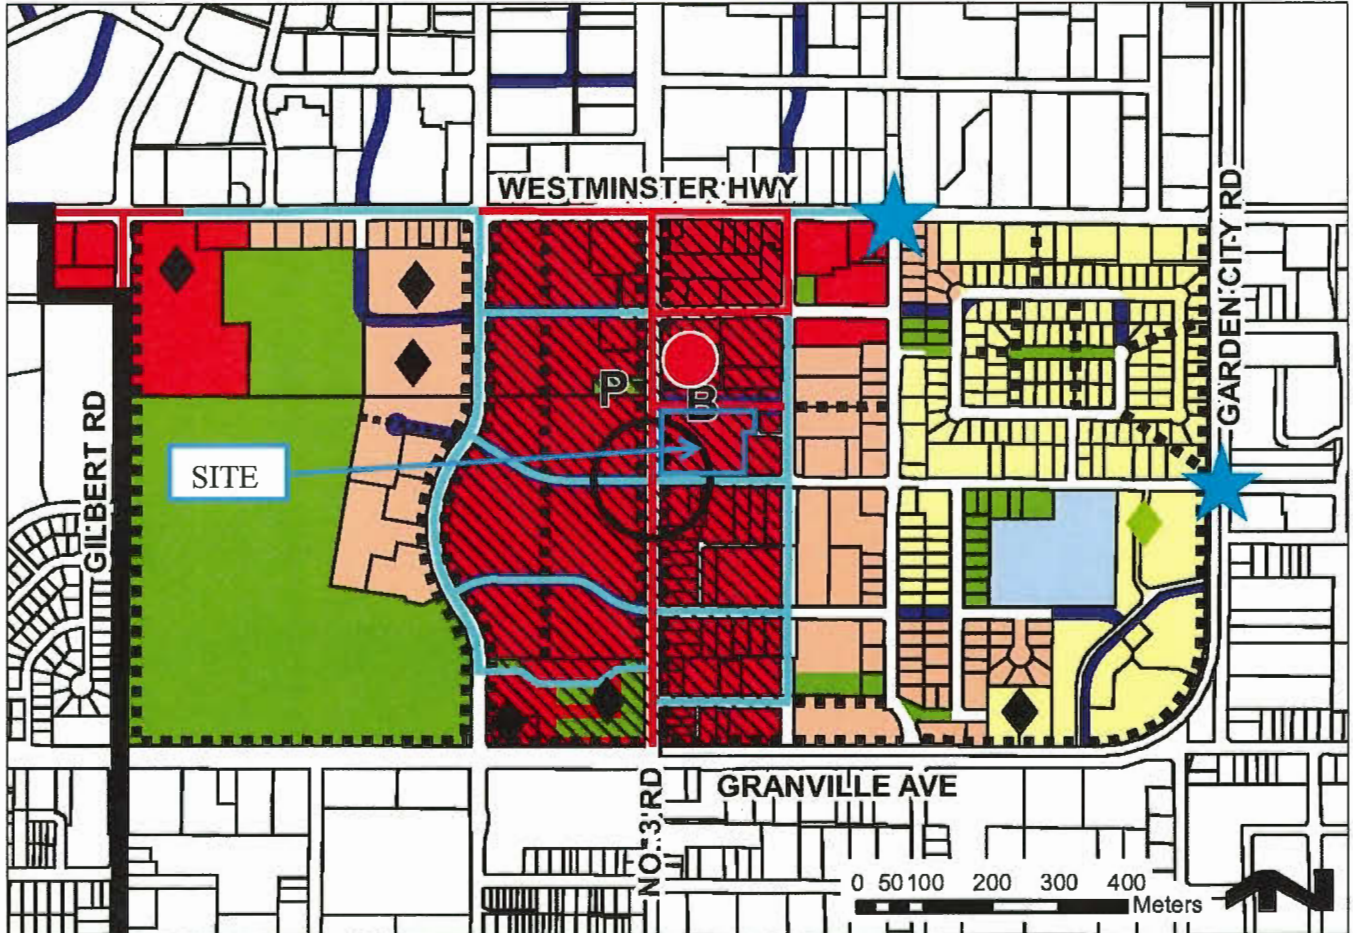 WESTMINSTER HWY
GARDEN CITY RD
P
B
SITE
GILBERT RD
GRANVILLE AVE
NO. 3 RD
0 50 100 200 300 400
Meters